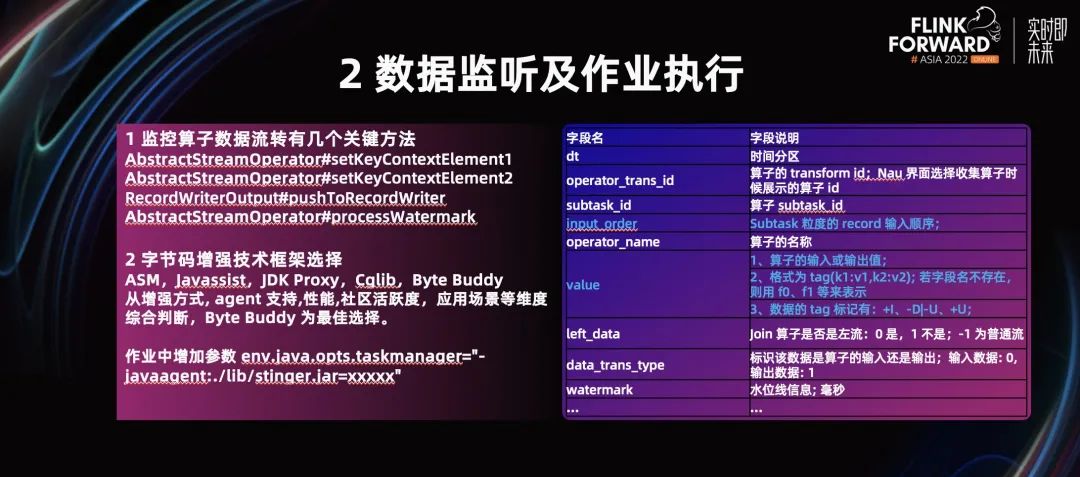 FLINK
FORWARD
# ASIA 2022 ONLINE
实时即
未来
2 数据监听及作业执行
1 监控算子数据流转有几个关键方法
AbstractStreamOperator#setKeyContextElement1
AbstractStreamOperator#setKeyContextElement2
RecordWriterOutput#pushToRecordWriter
AbstractStreamOperator#processWatermark
2 字节码增强技术框架选择
ASM，Javassist，JDK Proxy，Cglib，Byte Buddy
从增强方式, agent 支持,性能,社区活跃度，应用场景等维度
综合判断，Byte Buddy 为最佳选择。
作业中增加参数 env.java.opts.taskmanager="-
javaagent:./lib/stinger.jar=xxxxx"
字段名 字段说明
dt 时间分区
operator_trans_id 算子的 transform id；Nau 界面选择收集算子时
候展示的算子 id
subtask_id 算子 subtask_id
input_order Subtask 粒度的 record 输入顺序；
operator_name 算子的名称
value 1、算子的输入或输出值；
2、格式为 tag(k1:v1,k2:v2); 若字段名不存在，
则用 f0、f1 等来表示
3、数据的 tag 标记有：+I、-D|-U、+U；
left_data Join 算子是否是左流：0 是，1 不是；-1 为普通流
data_trans_type 标识该数据是算子的输入还是输出；输入数据: 0,
输出数据: 1
watermark 水位线信息; 毫秒
... ...